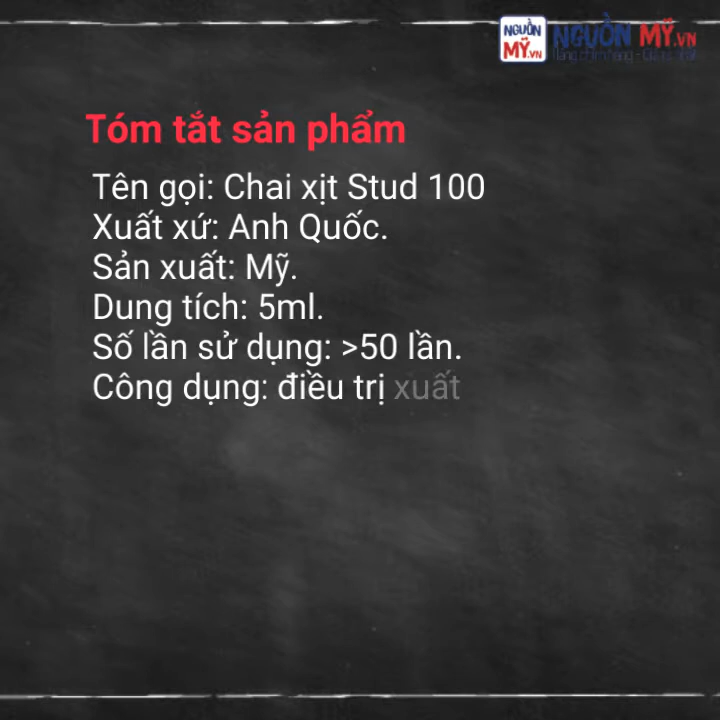 NGUỒN
MỸ.VN
NGUỒN MỸ.VN
Tóm tắt sản phẩm
Tên gọi: Chai xịt Stud 100
Xuất xứ: Anh Quốc.
Sản xuất: Mỹ.
Dung tích: 5ml.
Số lần sử dụng: >50 lần.
Công dụng: điều trị xuất